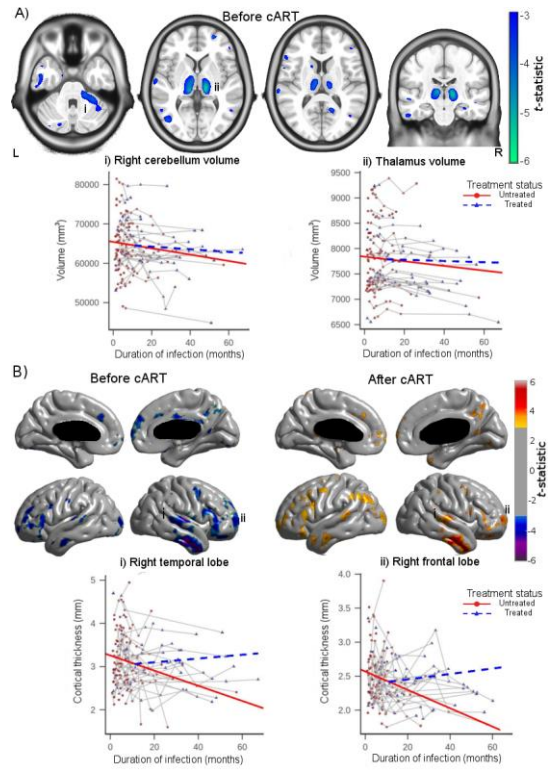 A)
Before cART
-3
-4
-5
-6
t-statistic
i
ii
L
R
i) Right cerebellum volume
ii) Thalamus volume
Treatment status
Untreated
Treated
80000
70000
60000
50000
Volume (mm³)
0 20 40 60
Duration of infection (months)
9500
9000
8500
8000
7500
7000
6500
Volume (mm³)
0 20 40 60
Duration of infection (months)
B)
Before cART
After cART
6
4
2
-2
-4
-6
t-statistic
i
ii
i
ii
i) Right temporal lobe
ii) Right frontal lobe
Treatment status
Untreated
Treated
5
4
3
2
Cortical thickness (mm)
0 20 40 60
Duration of infection (months)
4.0
3.5
3.0
2.5
2.0
Cortical thickness (mm)
0 20 40 60
Duration of infection (months)